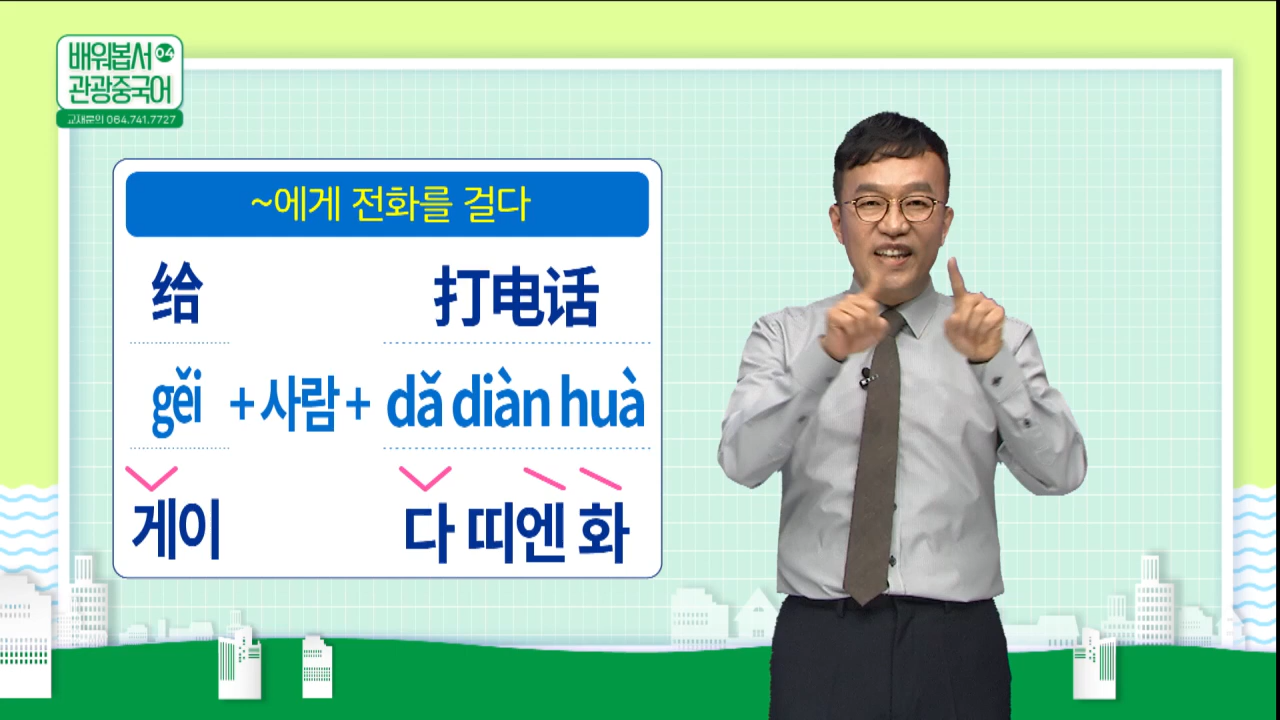 배워봅서 04
관광중국어
교재문의 064.741.7727
~에게 전화를 걸다
给 打电话
gěi + 사람 + dǎ diàn huà
게이 다 띠엔 화